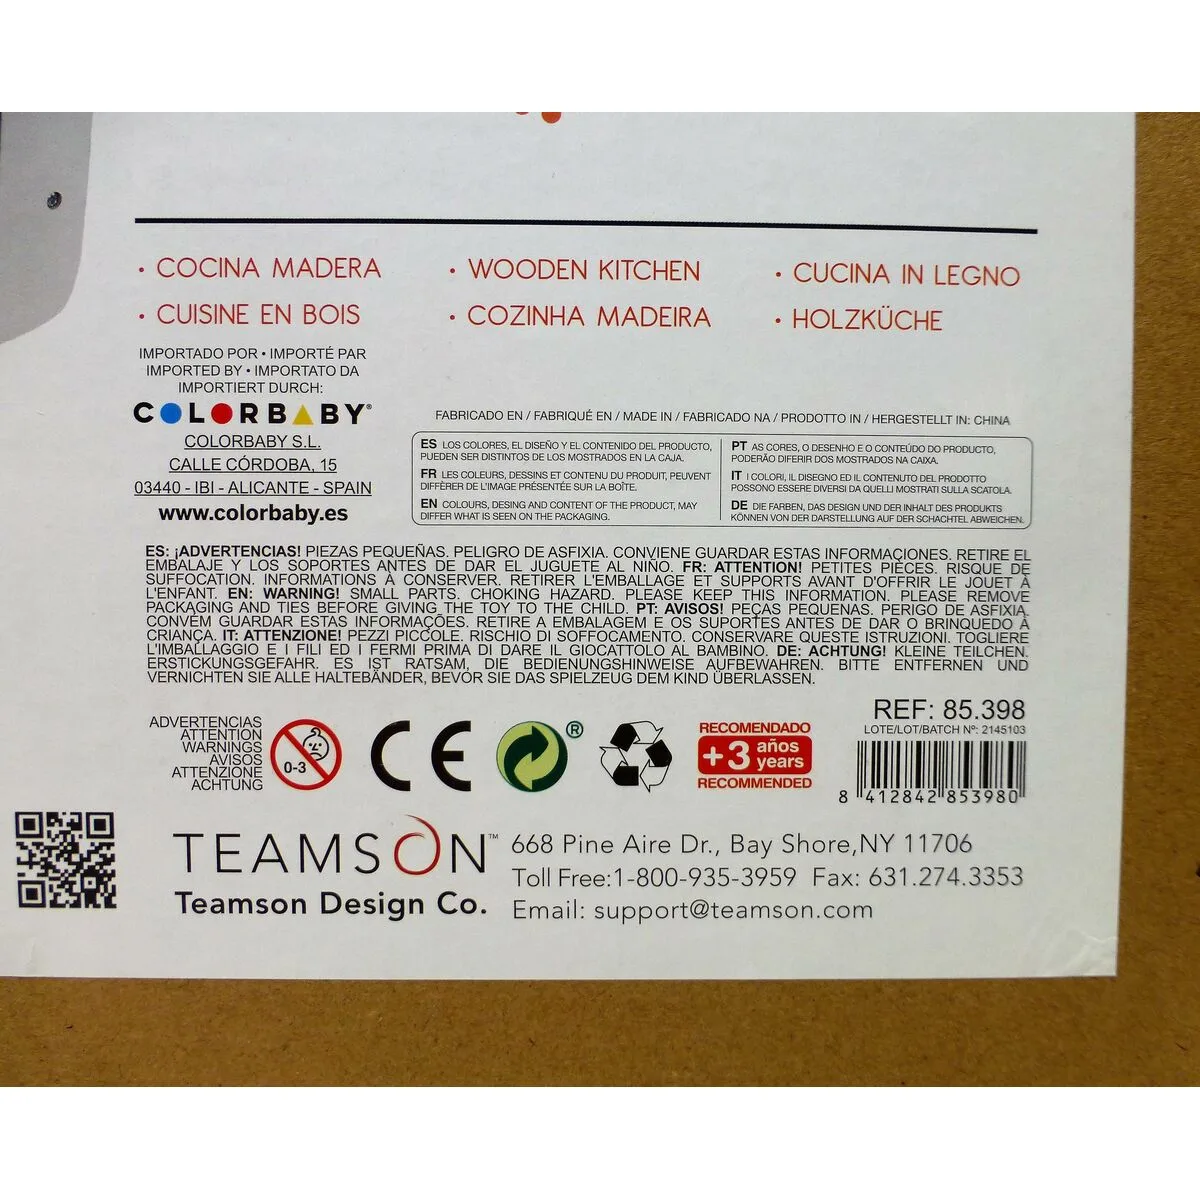 • COCINA MADERA
• WOODEN KITCHEN
• CUCINA IN LEGNO
• CUISINE EN BOIS
• COZINHA MADEIRA
• HOLZKÜCHE
IMPORTADO POR • IMPORTÉ PAR
IMPORTED BY • IMPORTATO DA
IMPORTIERT DURCH:
COLORBABY®
COLORBABY S.L.
CALLE CÓRDOBA, 15
03440 - IBI - ALICANTE - SPAIN
www.colorbaby.es
FABRICADO EN / FABRIQUÉ EN / MADE IN / FABRICADO NA / PRODOTTO IN / HERGESTELLT IN: CHINA
ES LOS COLORES, EL DISEÑO Y EL CONTENIDO DEL PRODUCTO,
PUEDEN SER DISTINTOS DE LOS MOSTRADOS EN LA CAJA.
FR LES COULEURS, DESSINS ET CONTENU DU PRODUIT, PEUVENT
DIFFÉRER DE L'IMAGE PRÉSENTÉE SUR LA BOÎTE.
EN COLOURS, DESING AND CONTENT OF THE PRODUCT, MAY
DIFFER WHAT IS SEEN ON THE PACKAGING.
PT AS CORES, O DESENHO E O CONTEÚDO DO PRODUCTO,
PODERÃO DIFERIR DOS MOSTRADOS NA CAIXA.
IT I COLORI, IL DISEGNO ED IL CONTENUTO DEL PRODOTTO
POSSONO ESSERE DIVERSI DA QUELLI MOSTRATI SULLA SCATOLA.
DE DIE FARBEN, DAS DESIGN UND DER INHALT DES PRODUKTS
KÖNNEN VON DER DARSTELLUNG AUF DER SCHACHTEL ABWEICHEN.
ES: ¡ADVERTENCIAS! PIEZAS PEQUEÑAS. PELIGRO DE ASFIXIA. CONVIENE GUARDAR ESTAS INFORMACIONES. RETIRE EL
EMBALAJE Y LOS SOPORTES ANTES DE DAR EL JUGUETE AL NIÑO. FR: ATTENTION! PETITES PIÈCES. RISQUE DE
SUFFOCATION. INFORMATIONS À CONSERVER. RETIRER L'EMBALLAGE ET SUPPORTS AVANT D'OFFRIR LE JOUET À
L'ENFANT. EN: WARNING! SMALL PARTS. CHOKING HAZARD. PLEASE KEEP THIS INFORMATION. PLEASE REMOVE
PACKAGING AND TIES BEFORE GIVING THE TOY TO THE CHILD. PT: AVISOS! PEÇAS PEQUENAS. PERIGO DE ASFIXIA.
CONVÉM GUARDAR ESTAS INFORMAÇÕES. RETIRE A EMBALAGEM E OS SUPORTES ANTES DE DAR O BRINQUEDO À
CRIANÇA. IT: ATTENZIONE! PEZZI PICCOLE. RISCHIO DI SOFFOCAMENTO. CONSERVARE QUESTE ISTRUZIONI. TOGLIERE
L'IMBALLAGGIO E I FILI ED I FERMI PRIMA DI DARE IL GIOCATTOLO AL BAMBINO. DE: ACHTUNG! KLEINE TEILCHEN.
ERSTICKUNGSGEFAHR. ES IST RATSAM, DIE BEDIENUNGSHINWEISE AUFBEWAHREN. BITTE ENTFERNEN UND
VERNICHTEN SIE ALLE HALTEBÄNDER, BEVOR SIE DAS SPIELZEUG DEM KIND ÜBERLASSEN.
ADVERTENCIAS
ATTENTION
WARNINGS
AVISOS
ATTENZIONE
ACHTUNG
0-3
CE
®
RECOMENDADO
+3 años
years
RECOMMENDED
REF: 85.398
LOTE/LOT/BATCH Nº: 2145103
8 412842 853980
TEAMSON™
Teamson Design Co.
668 Pine Aire Dr., Bay Shore,NY 11706
Toll Free:1-800-935-3959 Fax: 631.274.3353
Email: support@teamson.com